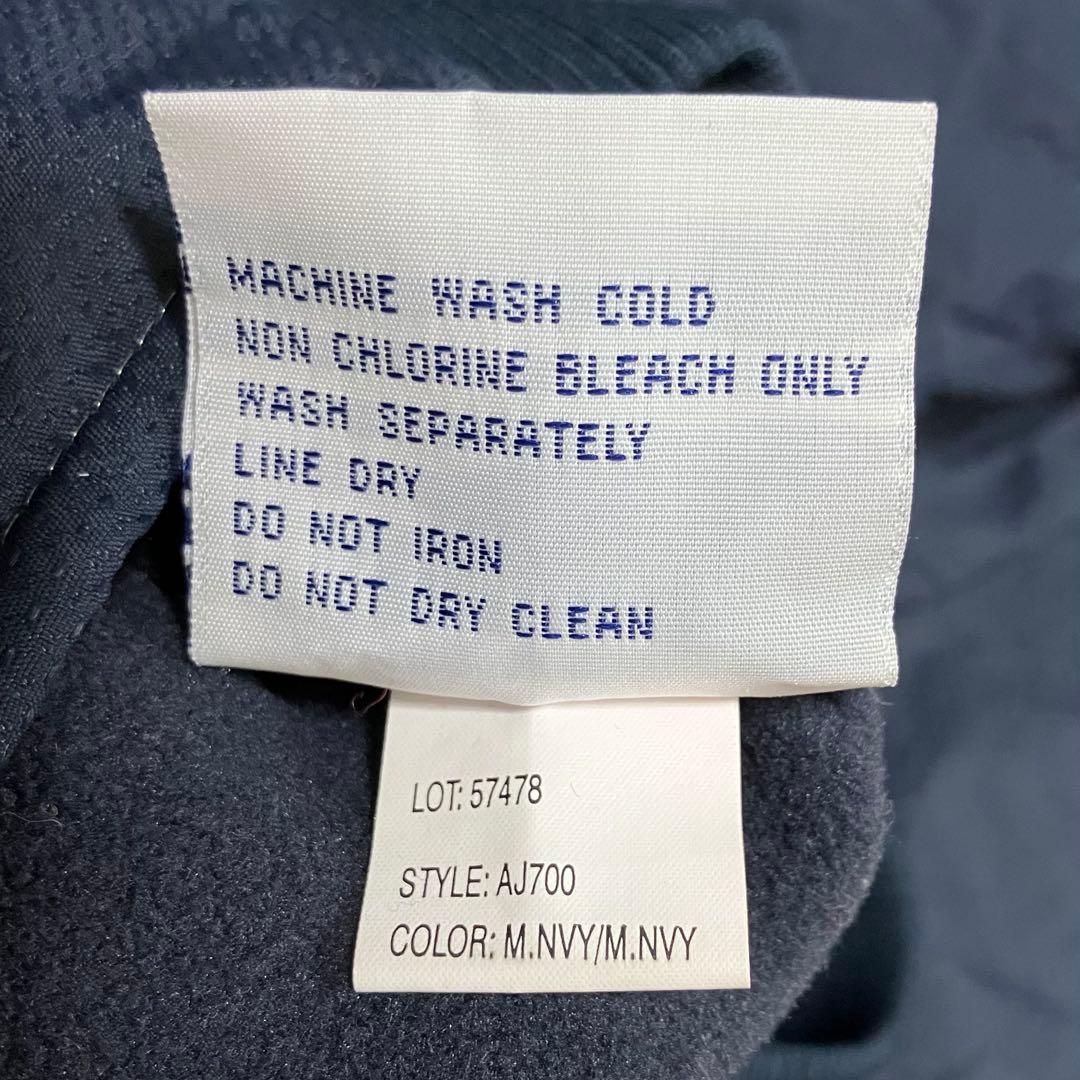 MACHINE WASH COLD
NON CHLORINE BLEACH ONLY
WASH SEPARATELY
LINE DRY
DO NOT IRON
DO NOT DRY CLEAN
LOT: 57478
STYLE: AJ700
COLOR: M.NVY/M.NVY